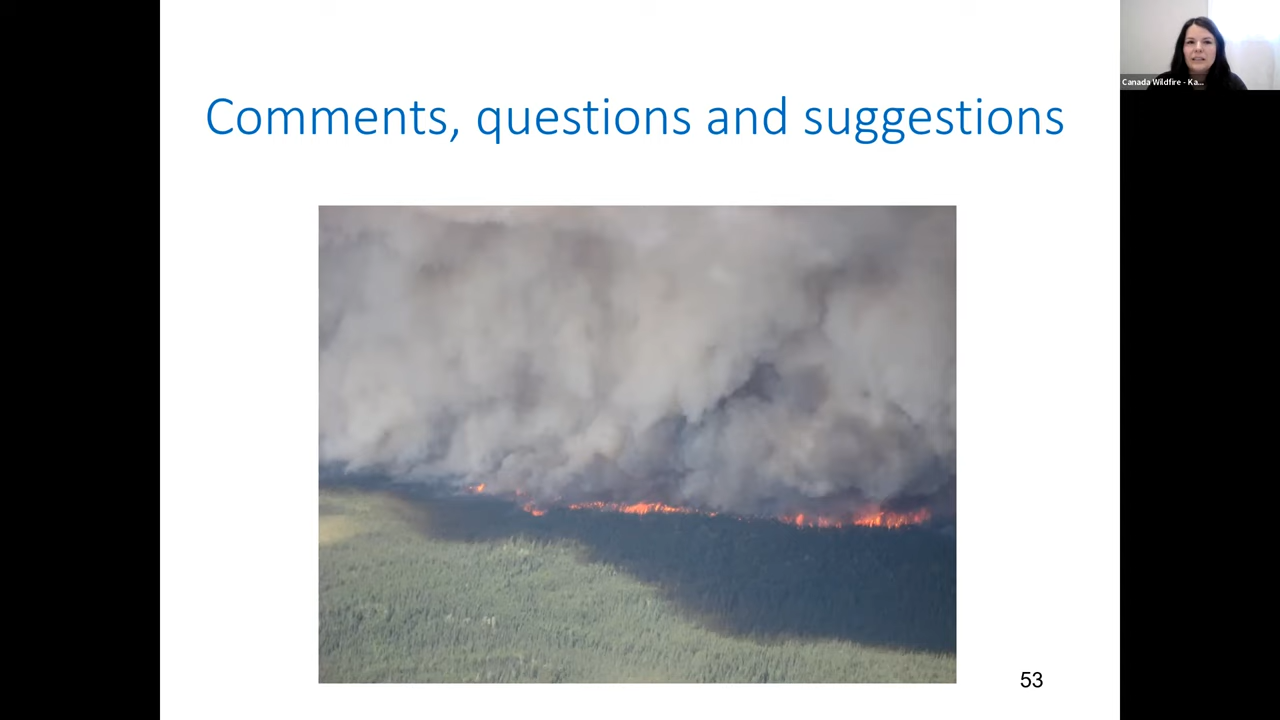 Comments, questions and suggestions
Canada Wildfire - Ka...
53